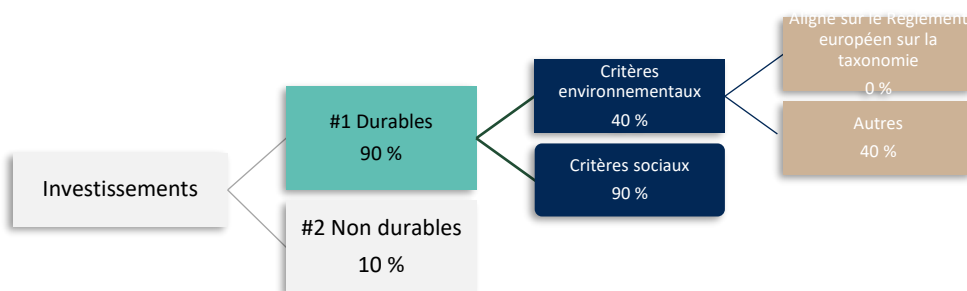 Investissements
#1 Durables
90 %
#2 Non durables
10 %
Critères
environnementaux
40 %
Critères sociaux
90 %
Aligné sur le Règlement
européen sur la
taxonomie
0 %
Autres
40 %